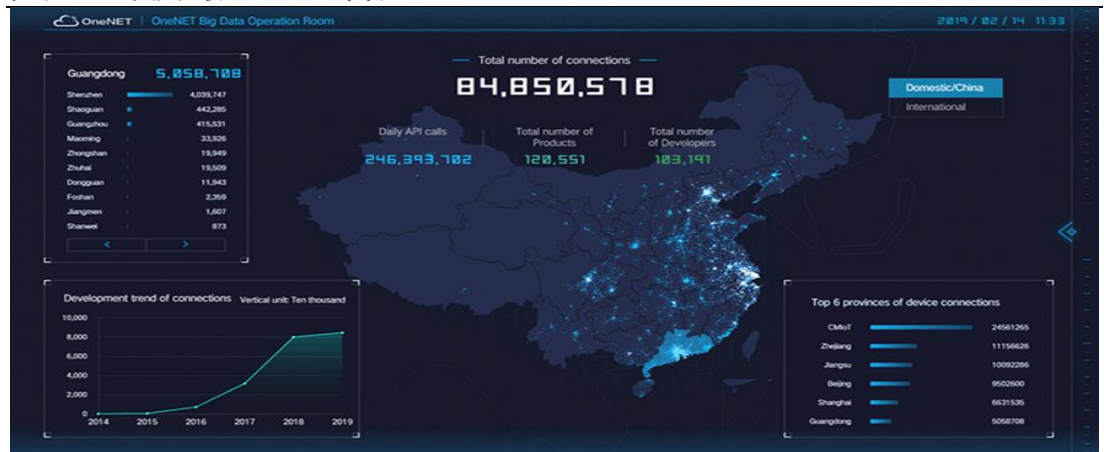 OneNET | OneNET Big Data Operation Room
2019 / 02 / 14 11:33
Guangdong 5,058,708
Shenzhen 4,039,747
Shaoguan 442,285
Guangzhou 415,531
Maoming 33,926
Zhongshan 19,949
Zhuhai 19,509
Dongguan 11,943
Foshan 2,359
Jiangmen 1,607
Shanwei 873
< >
Total number of connections
84,850,578
Daily API calls
246,393,702
Total number of
Products
120,551
Total number
of Developers
103,191
Domestic/China
International
Development trend of connections Vertical unit: Ten thousand
10,000
8,000
6,000
4,000
2,000
0
2014 2015 2016 2017 2018 2019
Top 6 provinces of device connections
CMIoT 24561265
Zhejiang 11156626
Jiangsu 10092286
Beijing 9502600
Shanghai 6631535
Guangdong 5058708